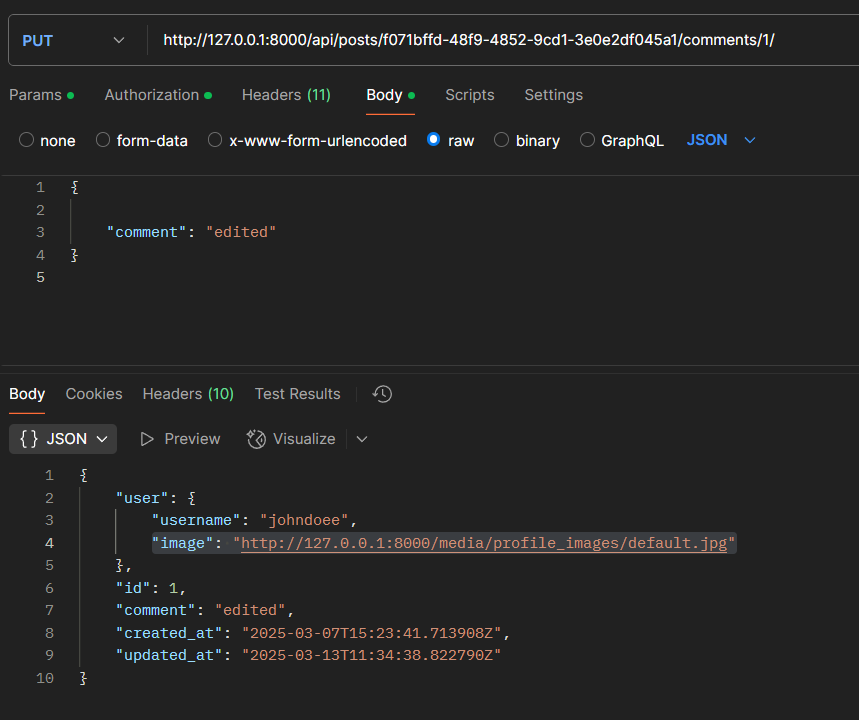 PUT http://127.0.0.1:8000/api/posts/f071bffd-48f9-4852-9cd1-3e0e2df045a1/comments/1/
Params Authorization Headers (11) Body Scripts Settings
none form-data x-www-form-urlencoded raw binary GraphQL JSON
1 {
2
3 "comment": "edited"
4 }
5
Body Cookies Headers (10) Test Results
{} JSON Preview Visualize
1 {
2 "user": {
3 "username": "johndoee",
4 "image": "http://127.0.0.1:8000/media/profile_images/default.jpg"
5 },
6 "id": 1,
7 "comment": "edited",
8 "created_at": "2025-03-07T15:23:41.713908Z",
9 "updated_at": "2025-03-13T11:34:38.822790Z"
10 }